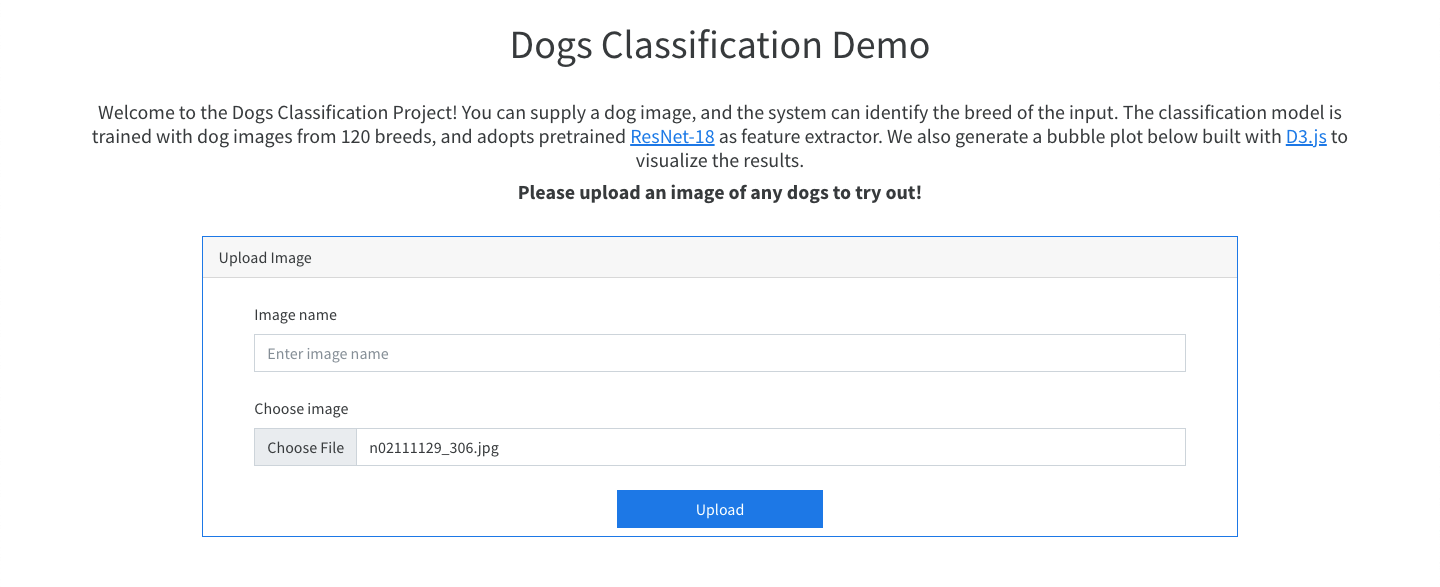 Dogs Classification Demo
Welcome to the Dogs Classification Project! You can supply a dog image, and the system can identify the breed of the input. The classification model is
trained with dog images from 120 breeds, and adopts pretrained ResNet-18 as feature extractor. We also generate a bubble plot below built with D3.js to
visualize the results.
Please upload an image of any dogs to try out!
Upload Image
Image name
Enter image name
Choose image
Choose File n02111129_306.jpg
Upload